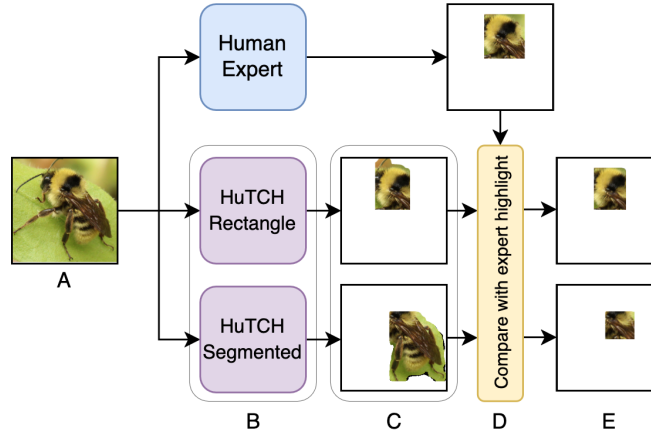 Human
Expert
HuTCH
Rectangle
HuTCH
Segmented
Compare with expert highlight
A
B
C
D
E